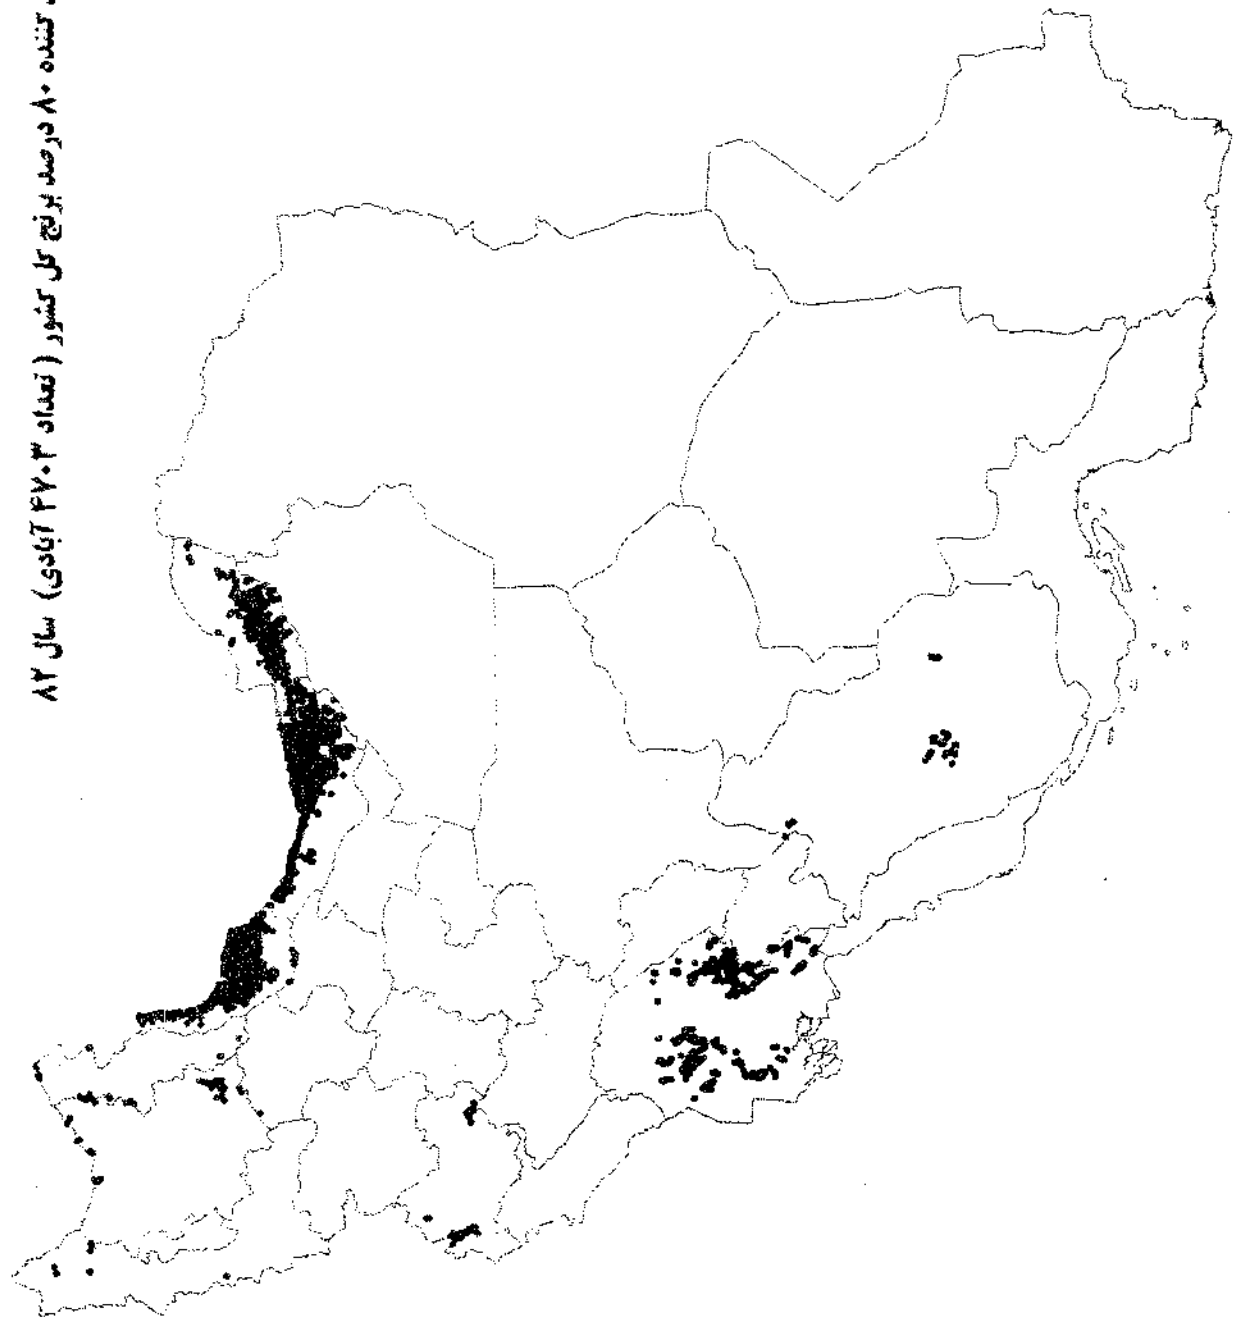 کننده ۸۰ درصد برنج کل کشور ( تعداد ۴۷۰۳ آبادی) سال ۸۲